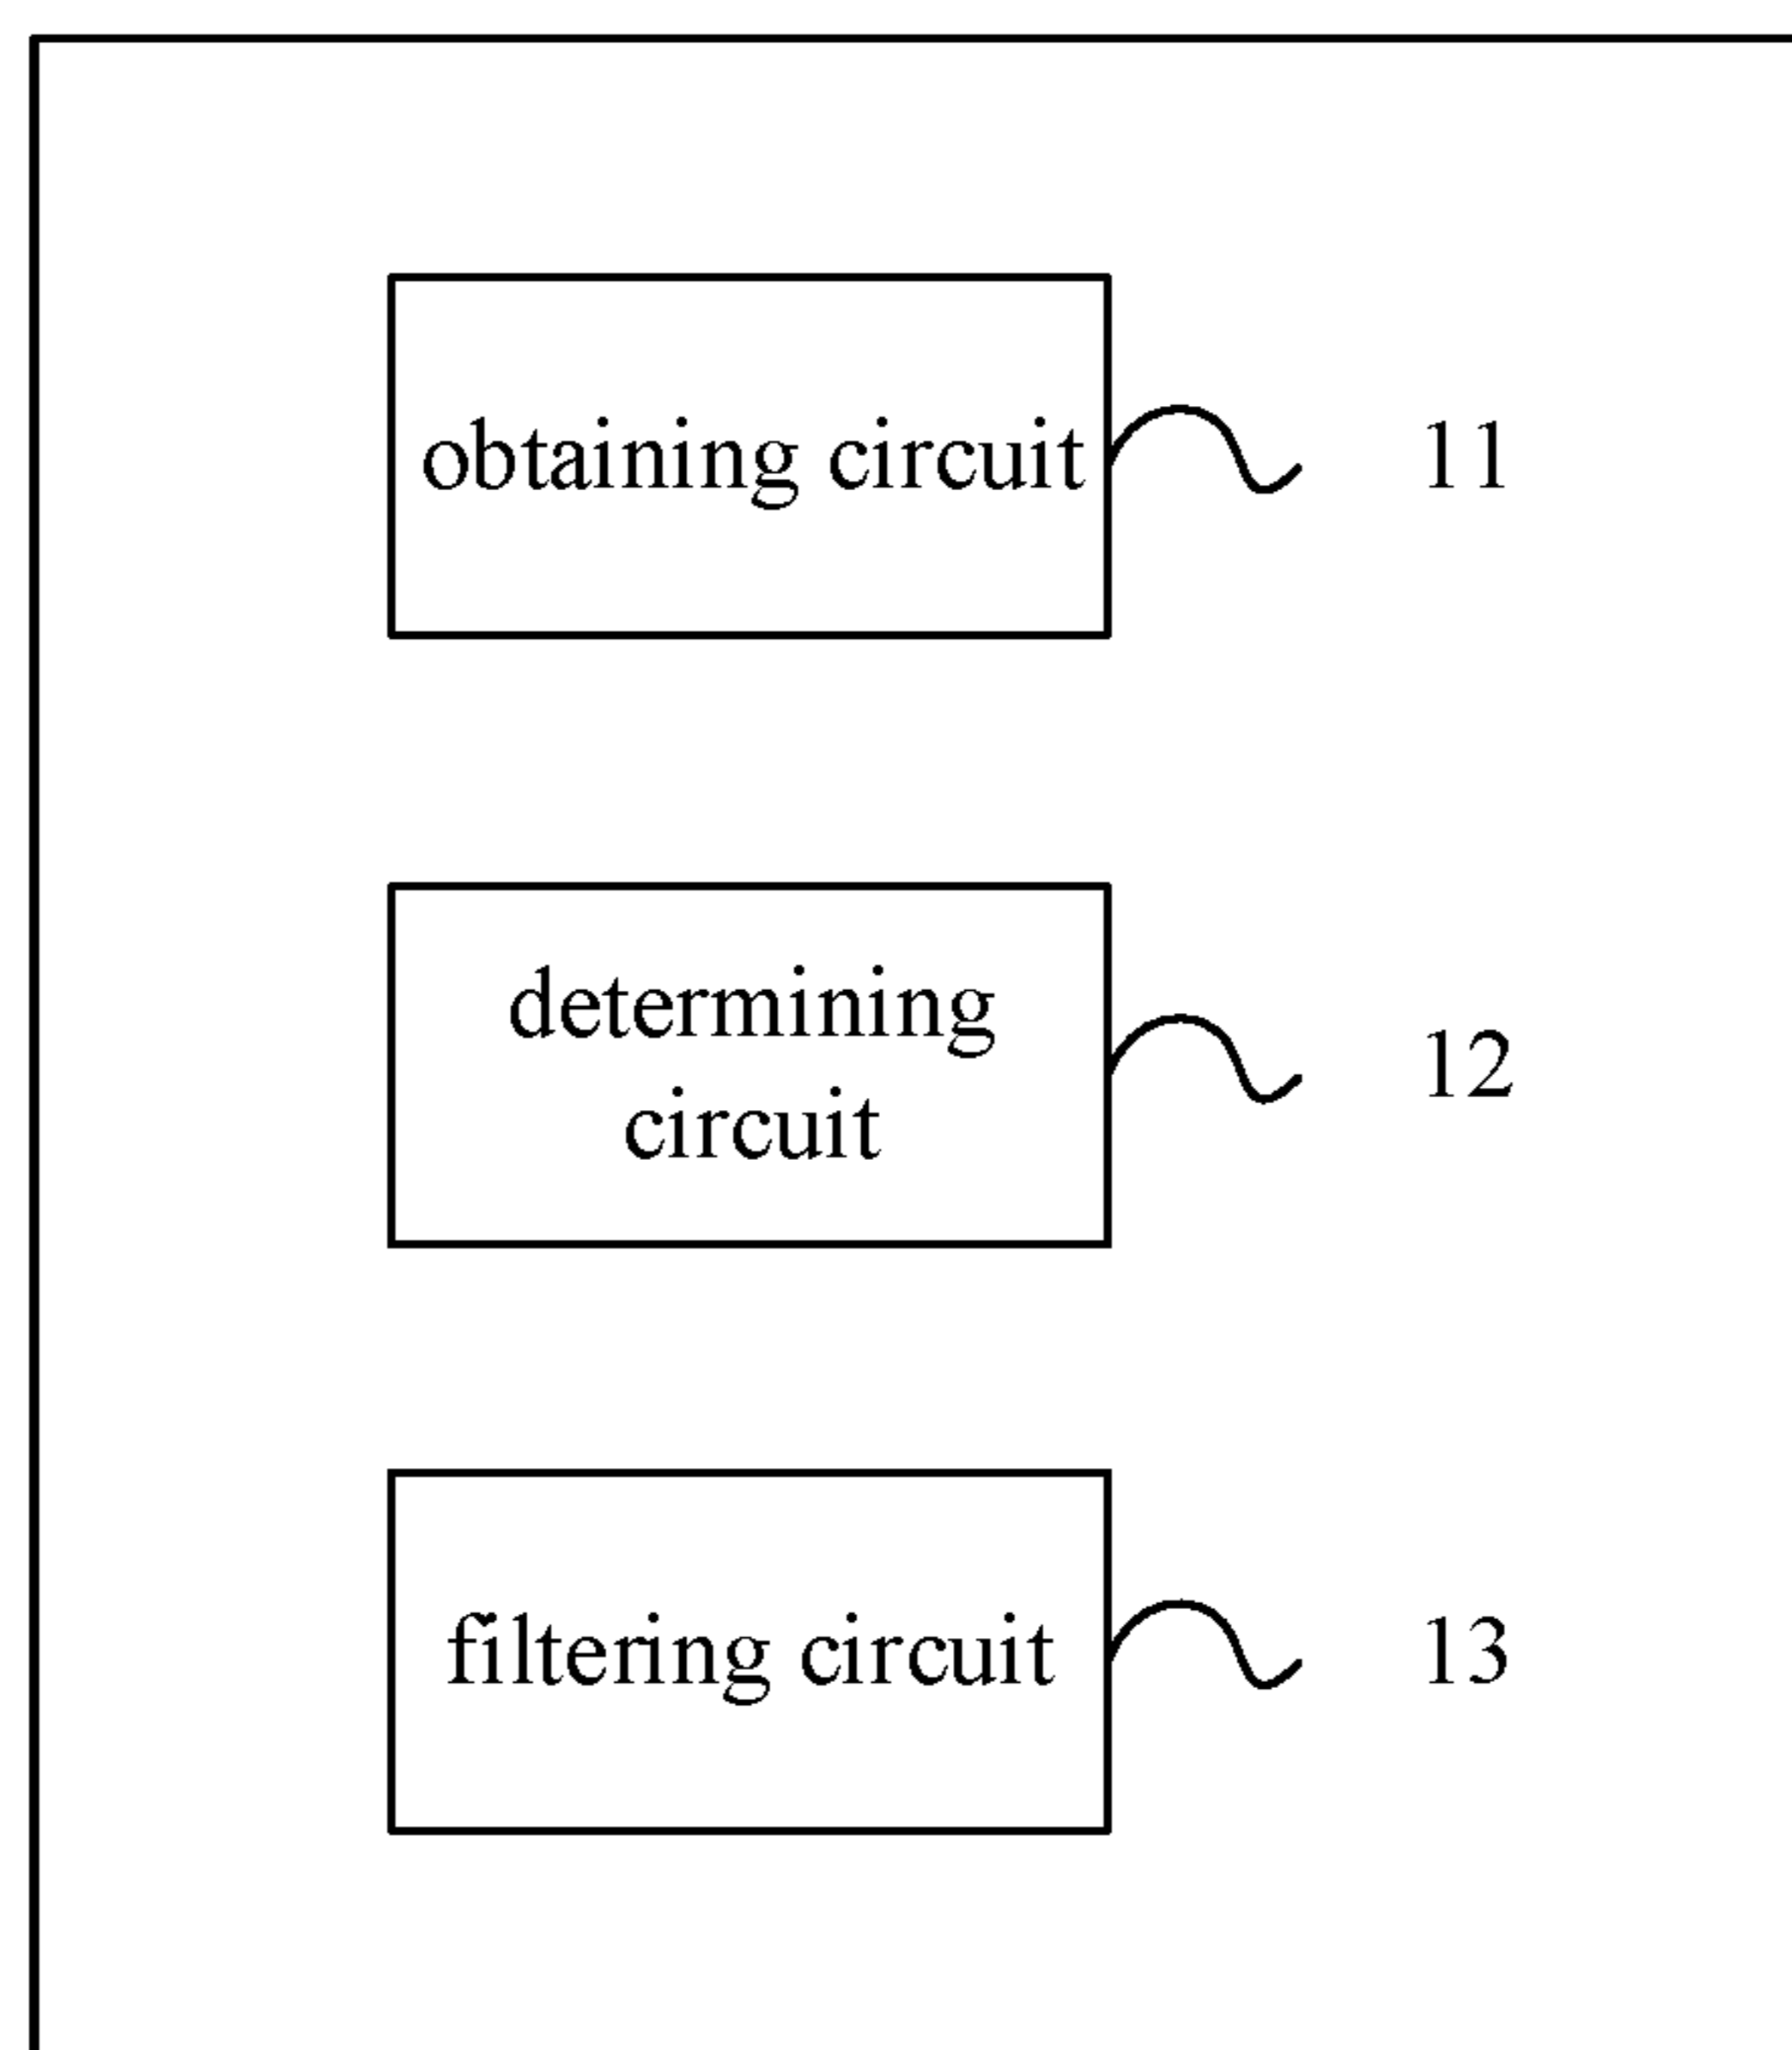 obtaining circuit
11
determining
circuit
12
filtering circuit
13